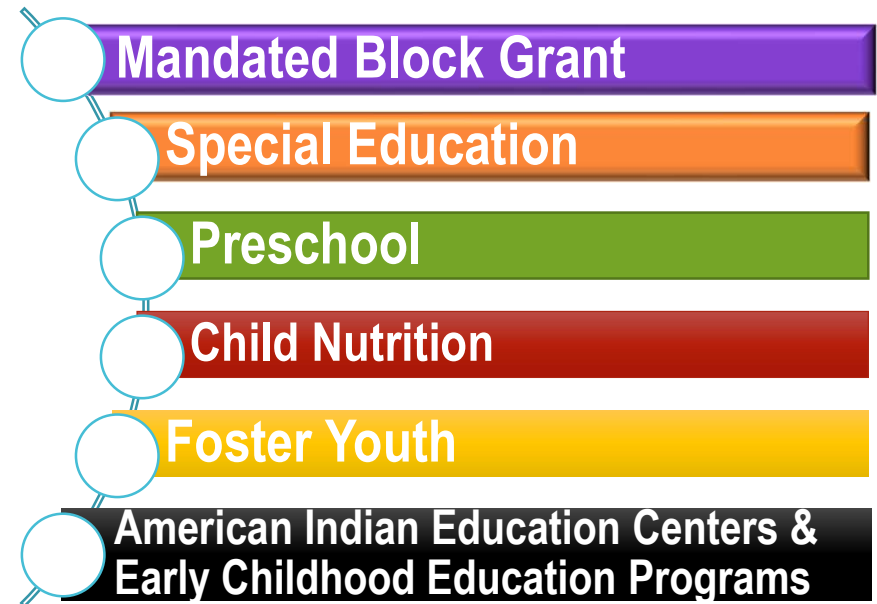 Mandated Block Grant
Special Education
Preschool
Child Nutrition
Foster Youth
American Indian Education Centers &
Early Childhood Education Programs